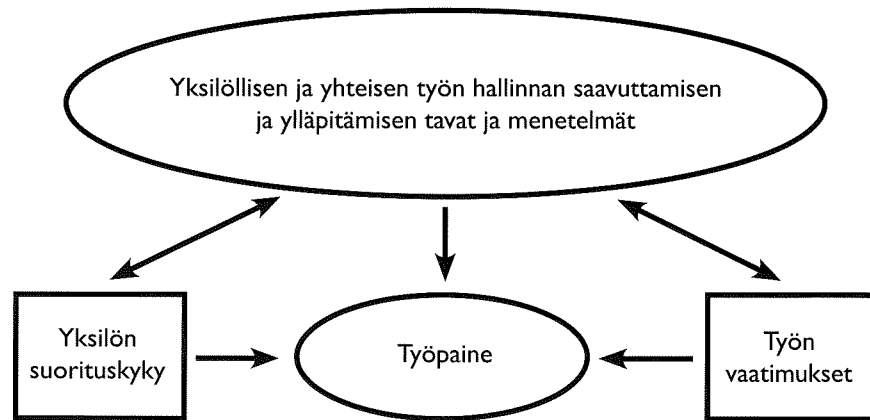 Yksilöllisen ja yhteisen työn hallinnan saavuttamisen
ja ylläpitämisen tavat ja menetelmät
Yksilön
suorituskyky
Työpaine
Työn
vaatimukset